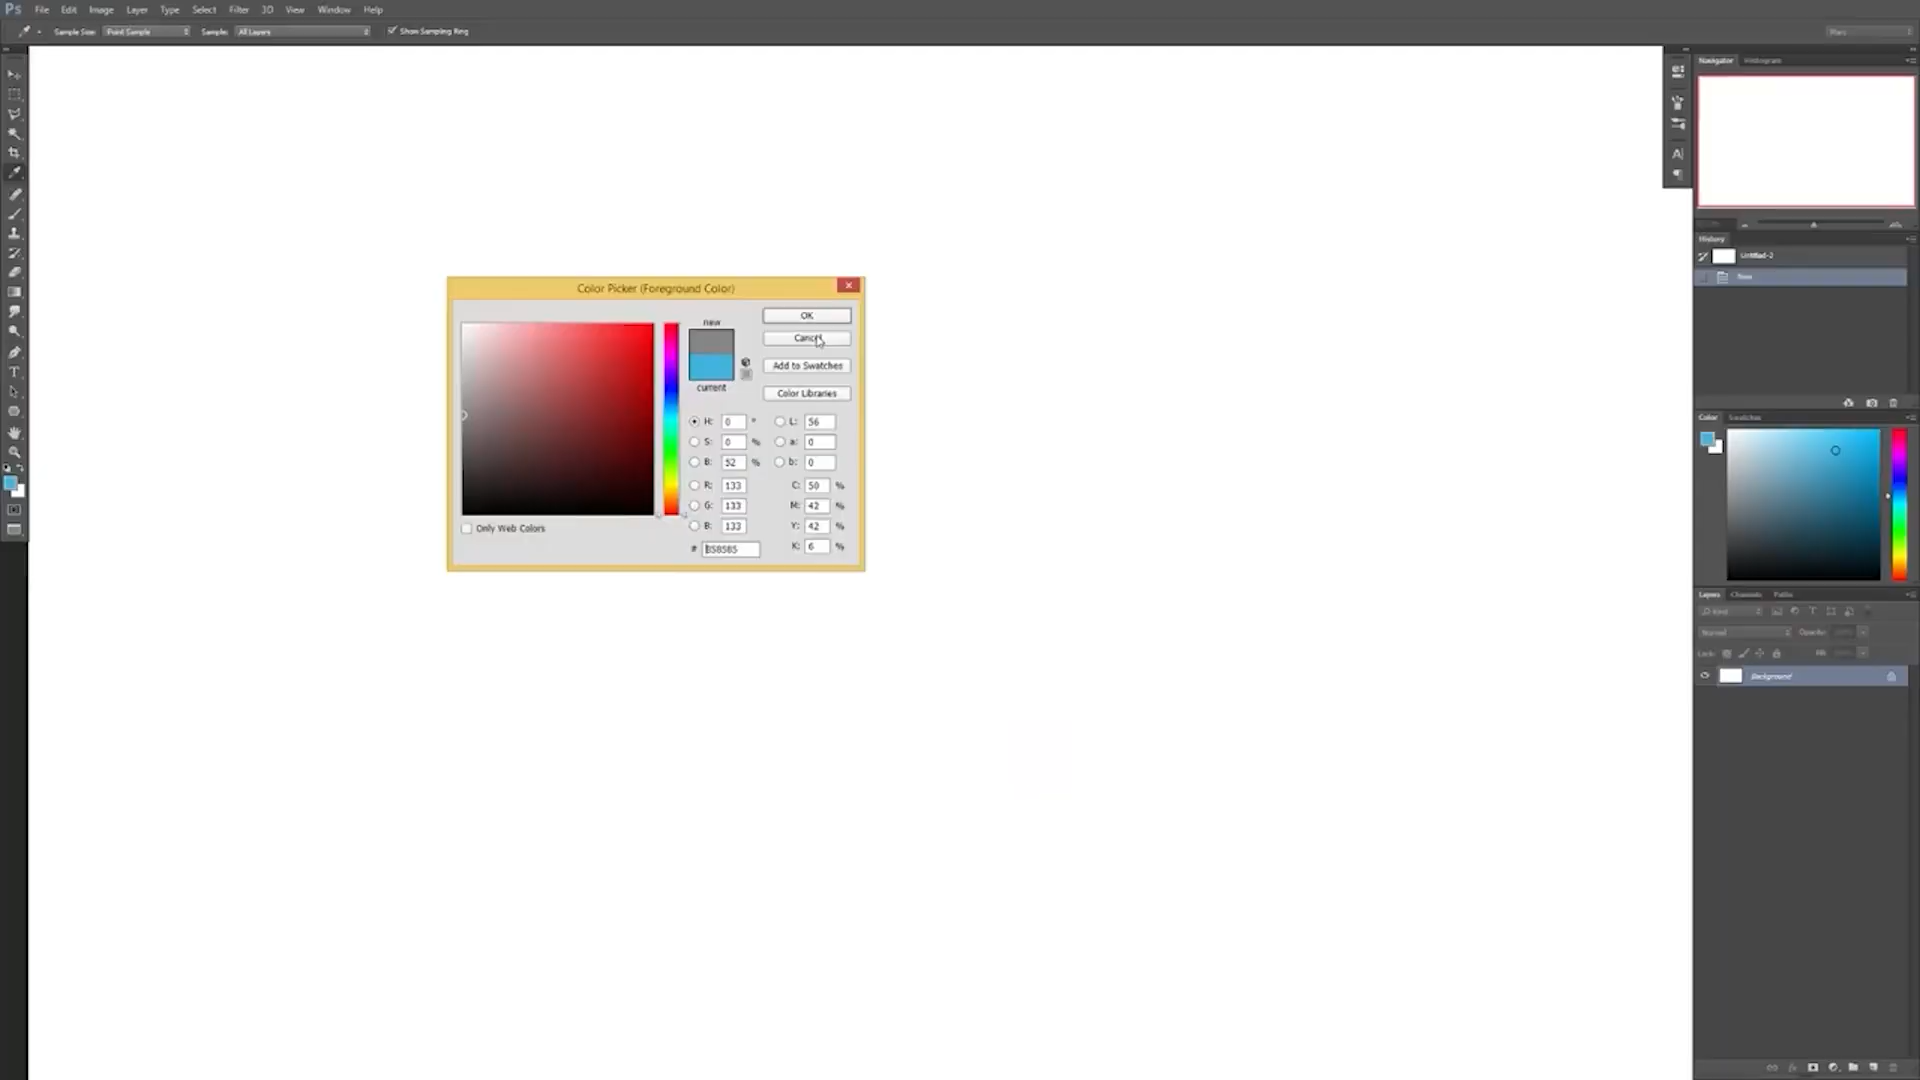 Ps File Edit Image Layer Type Select Filter 3D View Window Help
Sample Size: Point Sample Sample: All Layers Show Sampling Ring
Navigator Histogram
History
Untitled-2
New
Color Swatches
Layers Channels Paths
Kind
Normal Opacity:
Lock: Fill:
Background
Color Picker (Foreground Color)
new
current
OK
Cancel
Add to Swatches
Color Libraries
H: 0 ° L: 56
S: 0 % a: 0
B: 52 % b: 0
R: 133 C: 50 %
G: 133 M: 42 %
B: 133 Y: 42 %
# 858585 K: 6 %
Only Web Colors